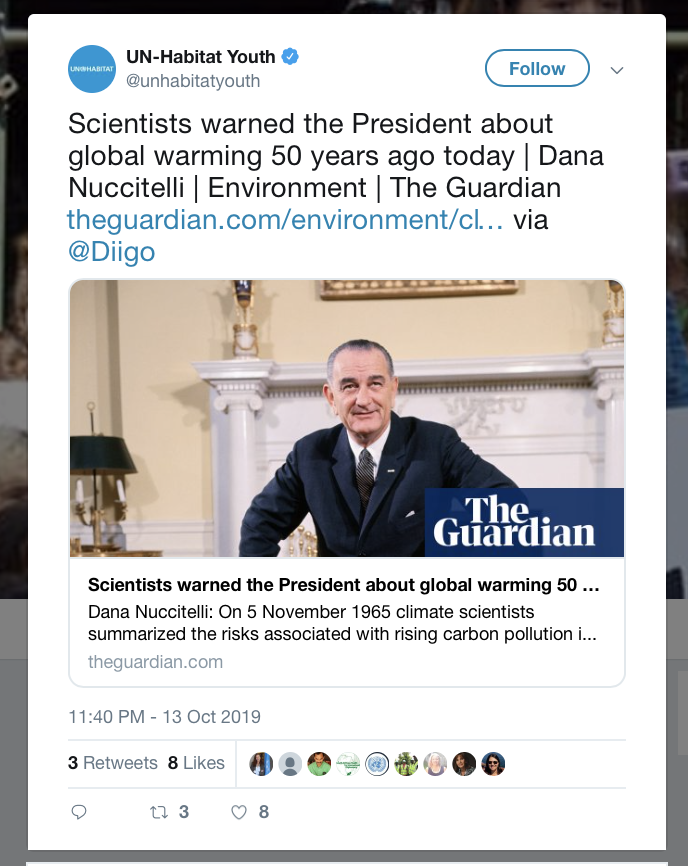 UN-Habitat Youth
@unhabitatyouth
Follow
Scientists warned the President about
global warming 50 years ago today | Dana
Nuccitelli | Environment | The Guardian
theguardian.com/environment/cl... via
@Diigo
The
Guardian
Scientists warned the President about global warming 50 ...
Dana Nuccitelli: On 5 November 1965 climate scientists
summarized the risks associated with rising carbon pollution i...
theguardian.com
11:40 PM - 13 Oct 2019
3 Retweets 8 Likes
3 8